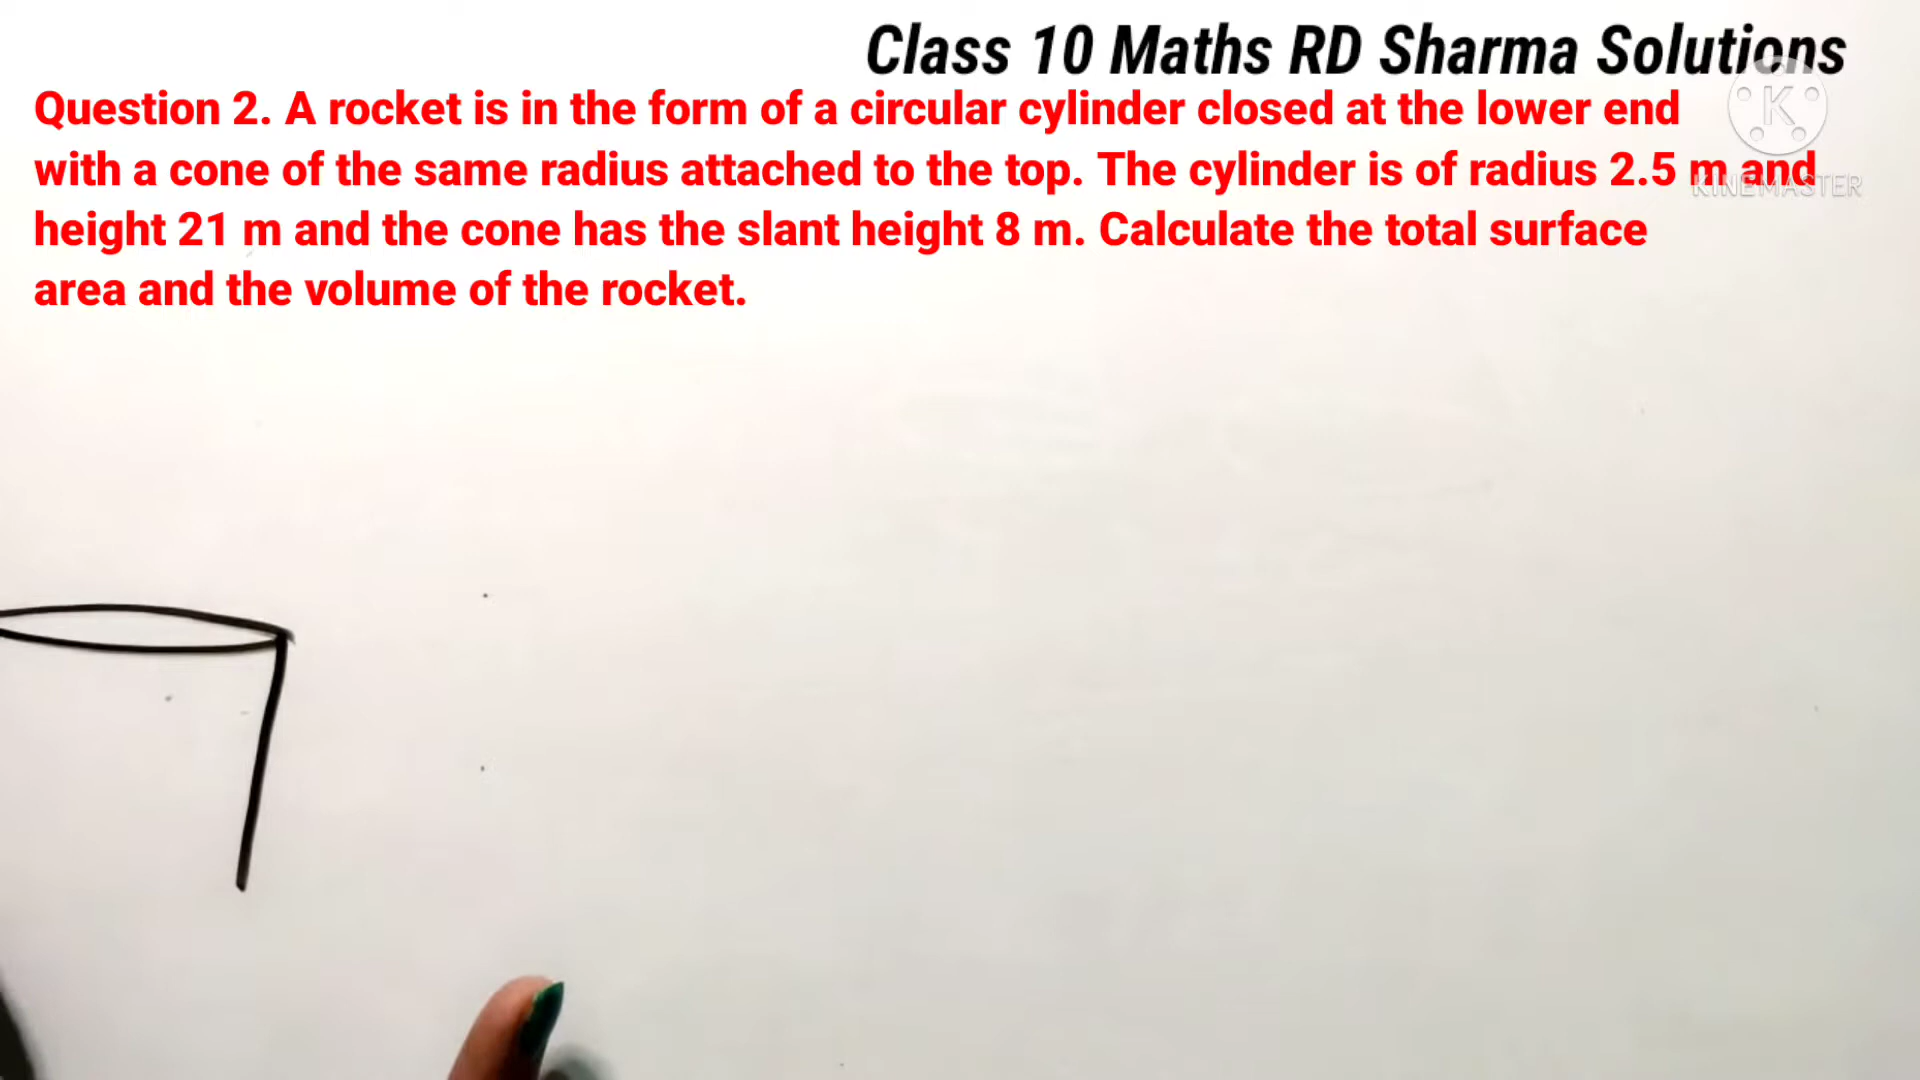 Class 10 Maths RD Sharma Solutions
Question 2. A rocket is in the form of a circular cylinder closed at the lower end
with a cone of the same radius attached to the top. The cylinder is of radius 2.5 m and
height 21 m and the cone has the slant height 8 m. Calculate the total surface
area and the volume of the rocket.
K
KINEMASTER